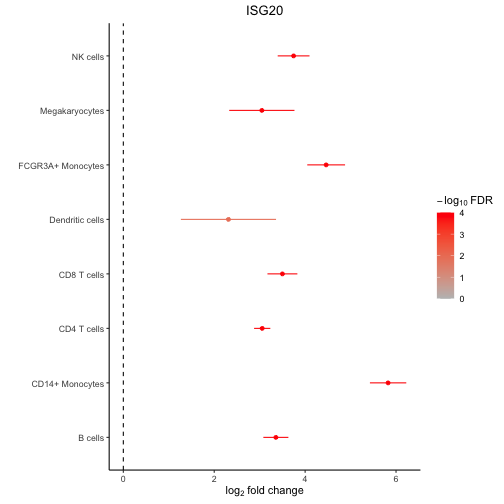 ISG20
NK cells
Megakaryocytes
FCGR3A+ Monocytes
Dendritic cells
CD8 T cells
CD4 T cells
CD14+ Monocytes
B cells
0 2 4 6
log₂ fold change
−log₁₀ FDR
4
3
2
1
0